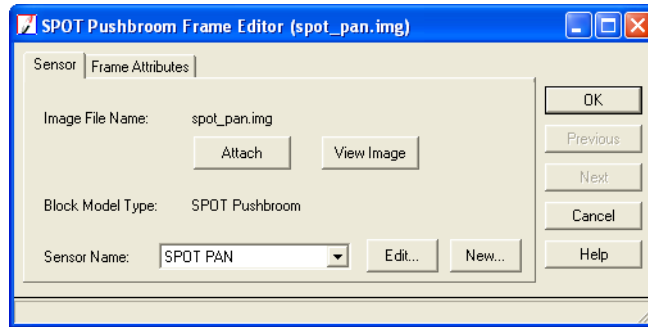 SPOT Pushbroom Frame Editor (spot_pan.img)
Sensor Frame Attributes
Image File Name: spot_pan.img
Attach View Image
Block Model Type: SPOT Pushbroom
Sensor Name: SPOT PAN Edit... New...
OK
Previous
Next
Cancel
Help